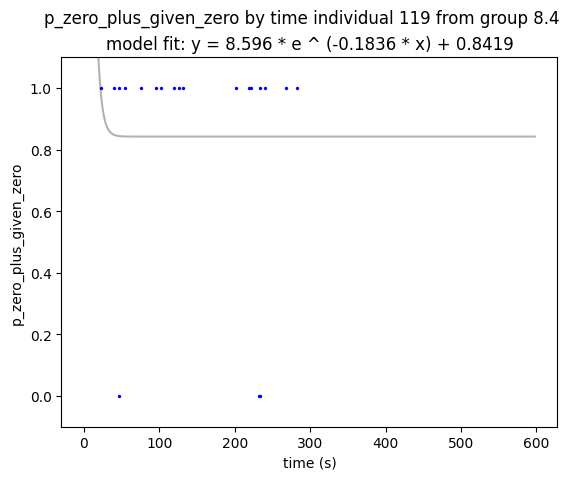 p_zero_plus_given_zero by time individual 119 from group 8.4
model fit: y = 8.596 * e ^ (-0.1836 * x) + 0.8419
p_zero_plus_given_zero
1.0
0.8
0.6
0.4
0.2
0.0
0 100 200 300 400 500 600
time (s)